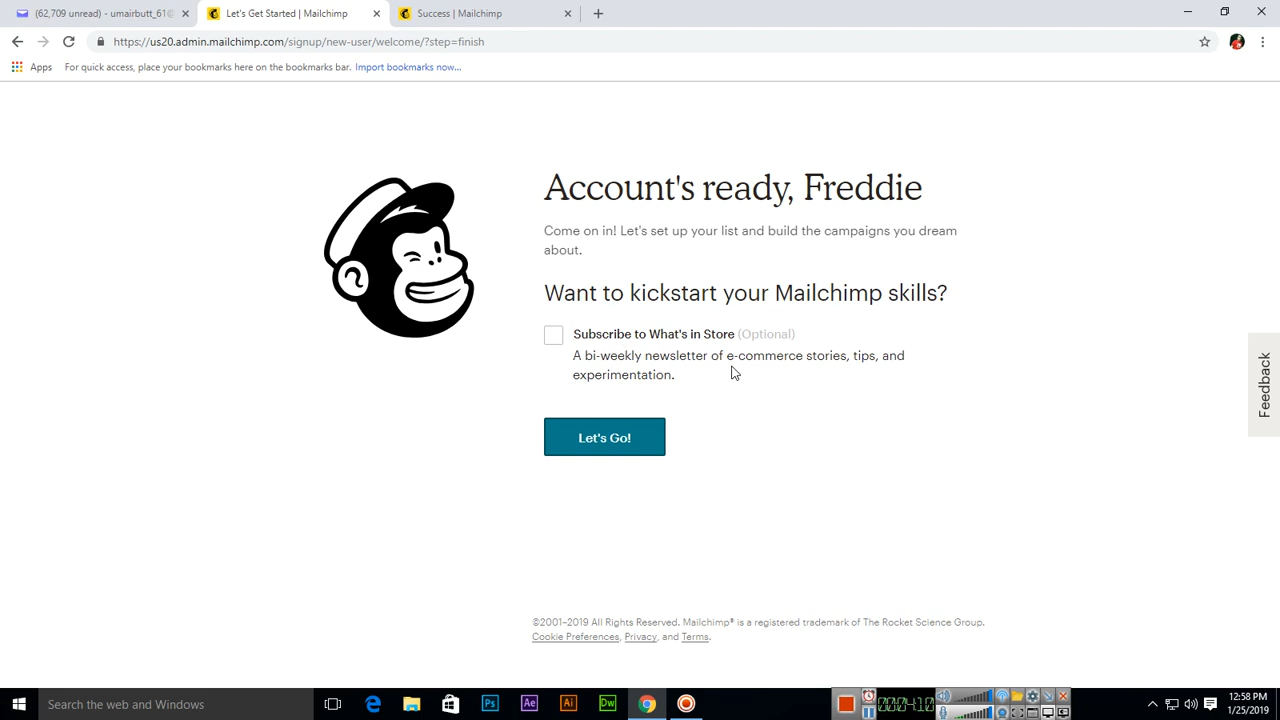 (62,709 unread) - umairbutt_61@
Let's Get Started | Mailchimp
Success | Mailchimp
https://us20.admin.mailchimp.com/signup/new-user/welcome/?step=finish
Apps
For quick access, place your bookmarks here on the bookmarks bar. Import bookmarks now...
Account's ready, Freddie
Come on in! Let's set up your list and build the campaigns you dream
about.
Want to kickstart your Mailchimp skills?
Subscribe to What's in Store (Optional)
A bi-weekly newsletter of e-commerce stories, tips, and
experimentation.
Let's Go!
Feedback
©2001–2019 All Rights Reserved. Mailchimp® is a registered trademark of The Rocket Science Group.
Cookie Preferences, Privacy, and Terms.
Search the web and Windows
Ps
Ae
Ai
Dw
12:58 PM
1/25/2019